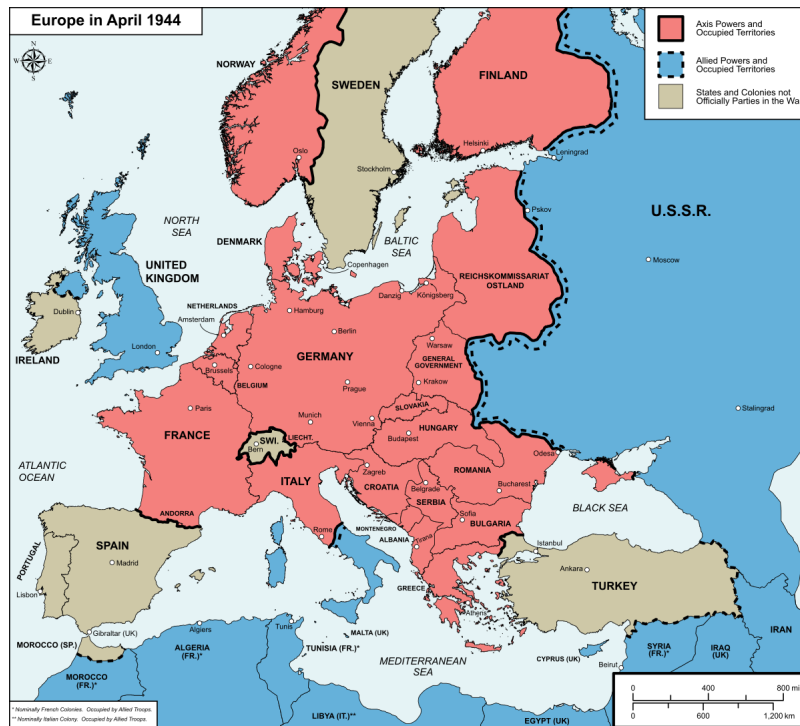 Europe in April 1944
N
W
E
S
Axis Powers and
Occupied Territories
Allied Powers and
Occupied Territories
States and Colonies not
Officially Parties in the Wa
NORWAY
SWEDEN
FINLAND
Oslo
Helsinki
Leningrad
Stockholm
NORTH
SEA
Pskov
U.S.S.R.
DENMARK
BALTIC
SEA
Moscow
UNITED
KINGDOM
Copenhagen
REICHSKOMMISSARIAT
OSTLAND
Danzig
Königsberg
NETHERLANDS
Amsterdam
Hamburg
Dublin
Berlin
IRELAND
London
Warsaw
GERMANY
GENERAL
GOVERNMENT
Brussels
Cologne
BELGIUM
Prague
Krakow
Paris
SLOVAKIA
Stalingrad
Munich
Vienna
FRANCE
SWI.
LIECHT.
Bern
HUNGARY
Budapest
Odesa
ATLANTIC
OCEAN
ITALY
Zagreb
CROATIA
ROMANIA
Belgrade
Bucharest
SERBIA
BLACK SEA
ANDORRA
Sofia
BULGARIA
MONTENEGRO
Rome
ALBANIA
Tirana
SPAIN
PORTUGAL
Madrid
Istanbul
Ankara
TURKEY
Lisbon
GREECE
Athens
Gibraltar (UK)
Algiers
Tunis
MALTA (UK)
MOROCCO (SP.)
ALGERIA
(FR.)*
TUNISIA (FR.)*
MOROCCO
(FR.)*
MEDITERRANEAN
SEA
CYPRUS (UK)
Beirut
SYRIA
(FR.)*
IRAQ
(UK)
IRAN
LIBYA (IT.)**
EGYPT (UK)
* Nominally French Colonies. Occupied by Allied Troops.
** Nominally Italian Colony. Occupied by Allied Troops.
0 400 800 mi
0 600 1,200 km